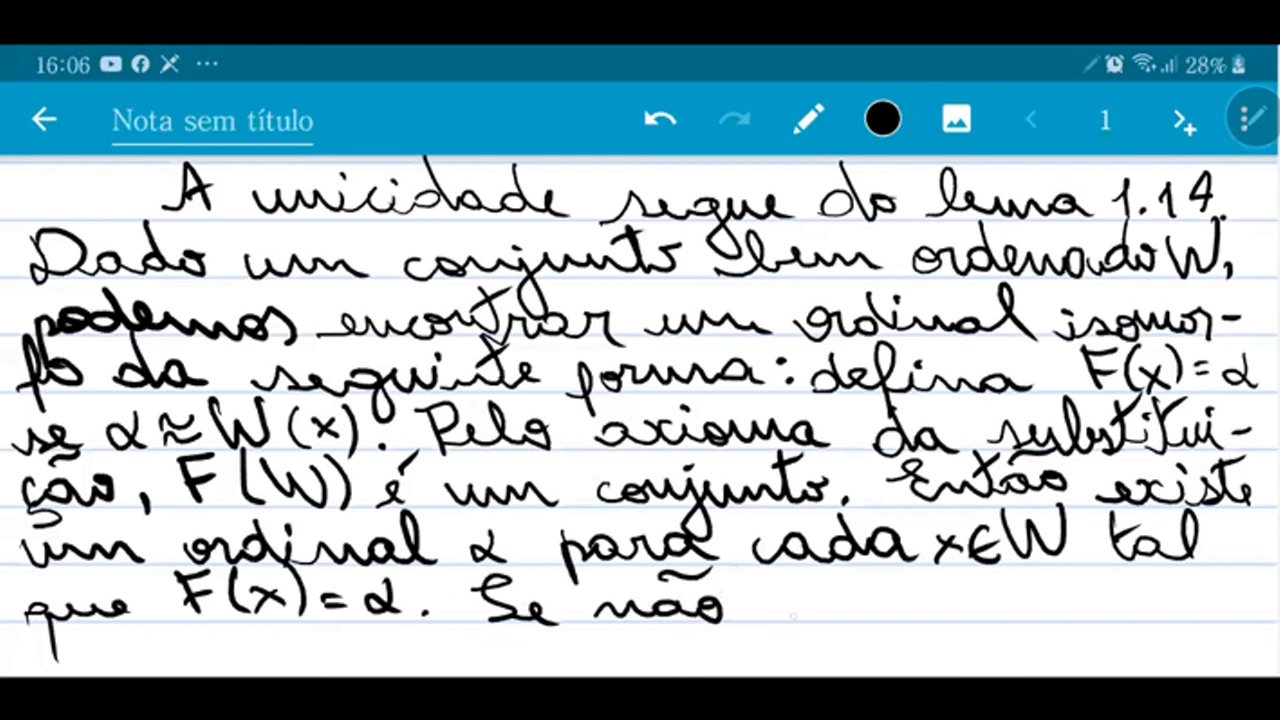 16:06 ... 28%
Nota sem título 1
A unicidade segue do lema 1.14.
Dado um conjunto bem ordenado W,
podemos encontrar um ordinal isomor-
fo da seguinte forma: defina F(x)=α
se α≈W(x). Pelo axioma da substitui-
ção, F(W) é um conjunto. Então existe
um ordinal α para cada x∈W tal
que F(x)=α. Se não